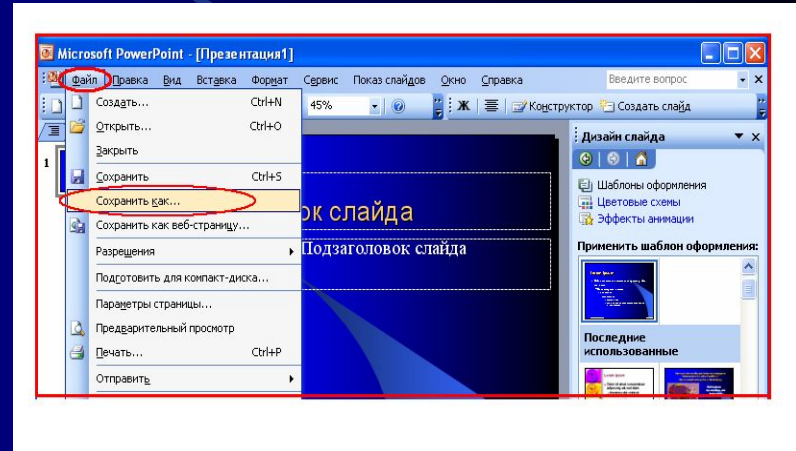 Microsoft PowerPoint - [Презентация1]
Файл Правка Вид Вставка Формат Сервис Показ слайдов Окно Справка Введите вопрос
45% Ж Конструктор Создать слайд
Создать... Ctrl+N
Открыть... Ctrl+O
Закрыть
Сохранить Ctrl+S
Сохранить как...
Сохранить как веб-страницу...
Разрешения
Подготовить для компакт-диска...
Параметры страницы...
Предварительный просмотр
Печать... Ctrl+P
Отправить
1
ок слайда
Подзаголовок слайда
Дизайн слайда
Шаблоны оформления
Цветовые схемы
Эффекты анимации
Применить шаблон оформления:
Последние
использованные